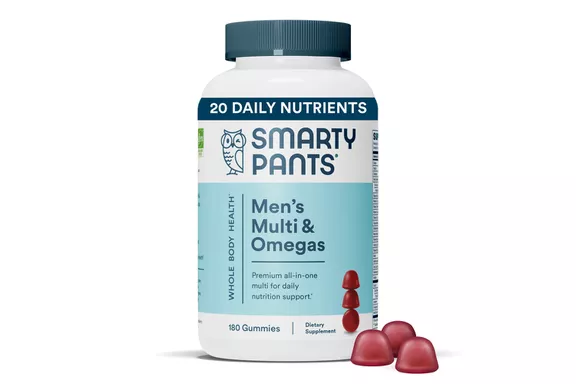 20 DAILY NUTRIENTS
SMARTY
PANTS®
WHOLE BODY HEALTH™
Men's
Multi &
Omegas
Premium all-in-one
multi for daily
nutrition support.*
180 Gummies
Dietary
Supplement